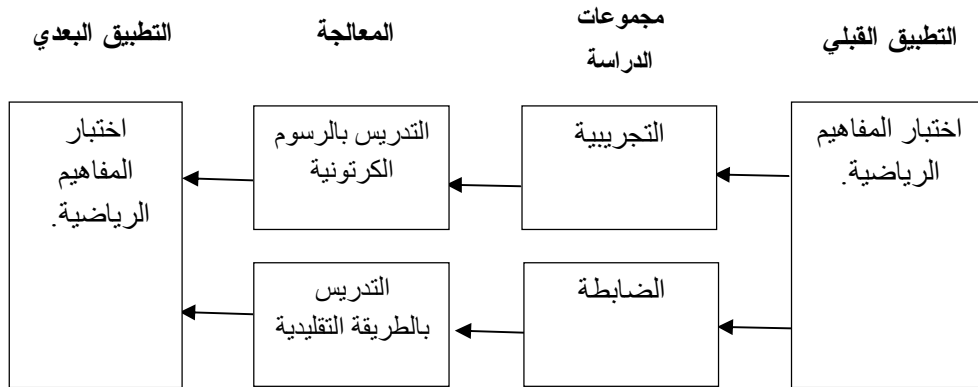 التطبيق القبلي
مجموعات
الدراسة
المعالجة
التطبيق البعدي
اختبار المفاهيم
الرياضية.
التجريبية
التدريس بالرسوم
الكرتونية
اختبار
المفاهيم
الرياضية.
الضابطة
التدريس
بالطريقة التقليدية